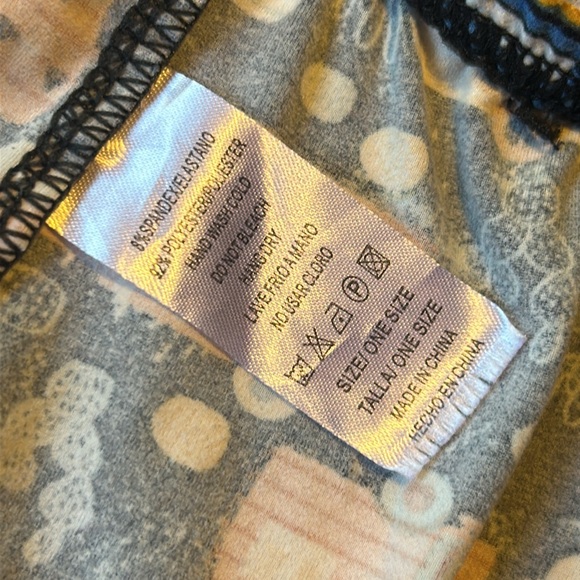 8%SPANDEX/ELASTANO
92% POLYESTER/POLIESTER
HAND WASH COLD
DO NOT BLEACH
HANG DRY
LAVE FRIO A MANO
NO USAR CLORO
P
SIZE/ ONE SIZE
TALLA/ ONE SIZE
MADE IN CHINA
HECHO EN CHINA